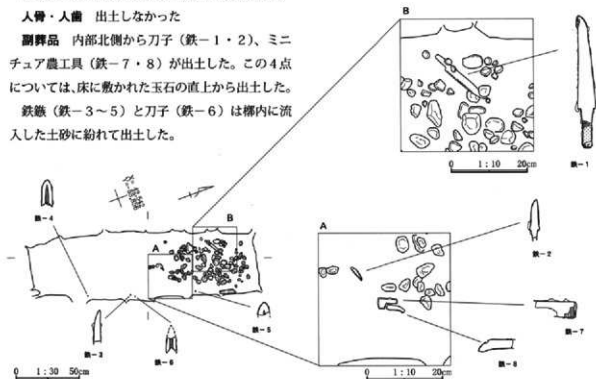 人骨・人歯　出土しなかった
副葬品　内部北側から刀子（鉄－1・2）、ミニ
チュア農工具（鉄－7・8）が出土した。この4点
については、床に敷かれた玉石の直上から出土した。
鉄鏃（鉄－3～5）と刀子（鉄－6）は槨内に流
入した土砂に紛れて出土した。
B
鉄－1
0　1：10　20cm
鉄－4
B
A
鉄－5
鉄－3
鉄－6
0　1：30　50cm
A
鉄－2
鉄－7
鉄－8
0　1：10　20cm